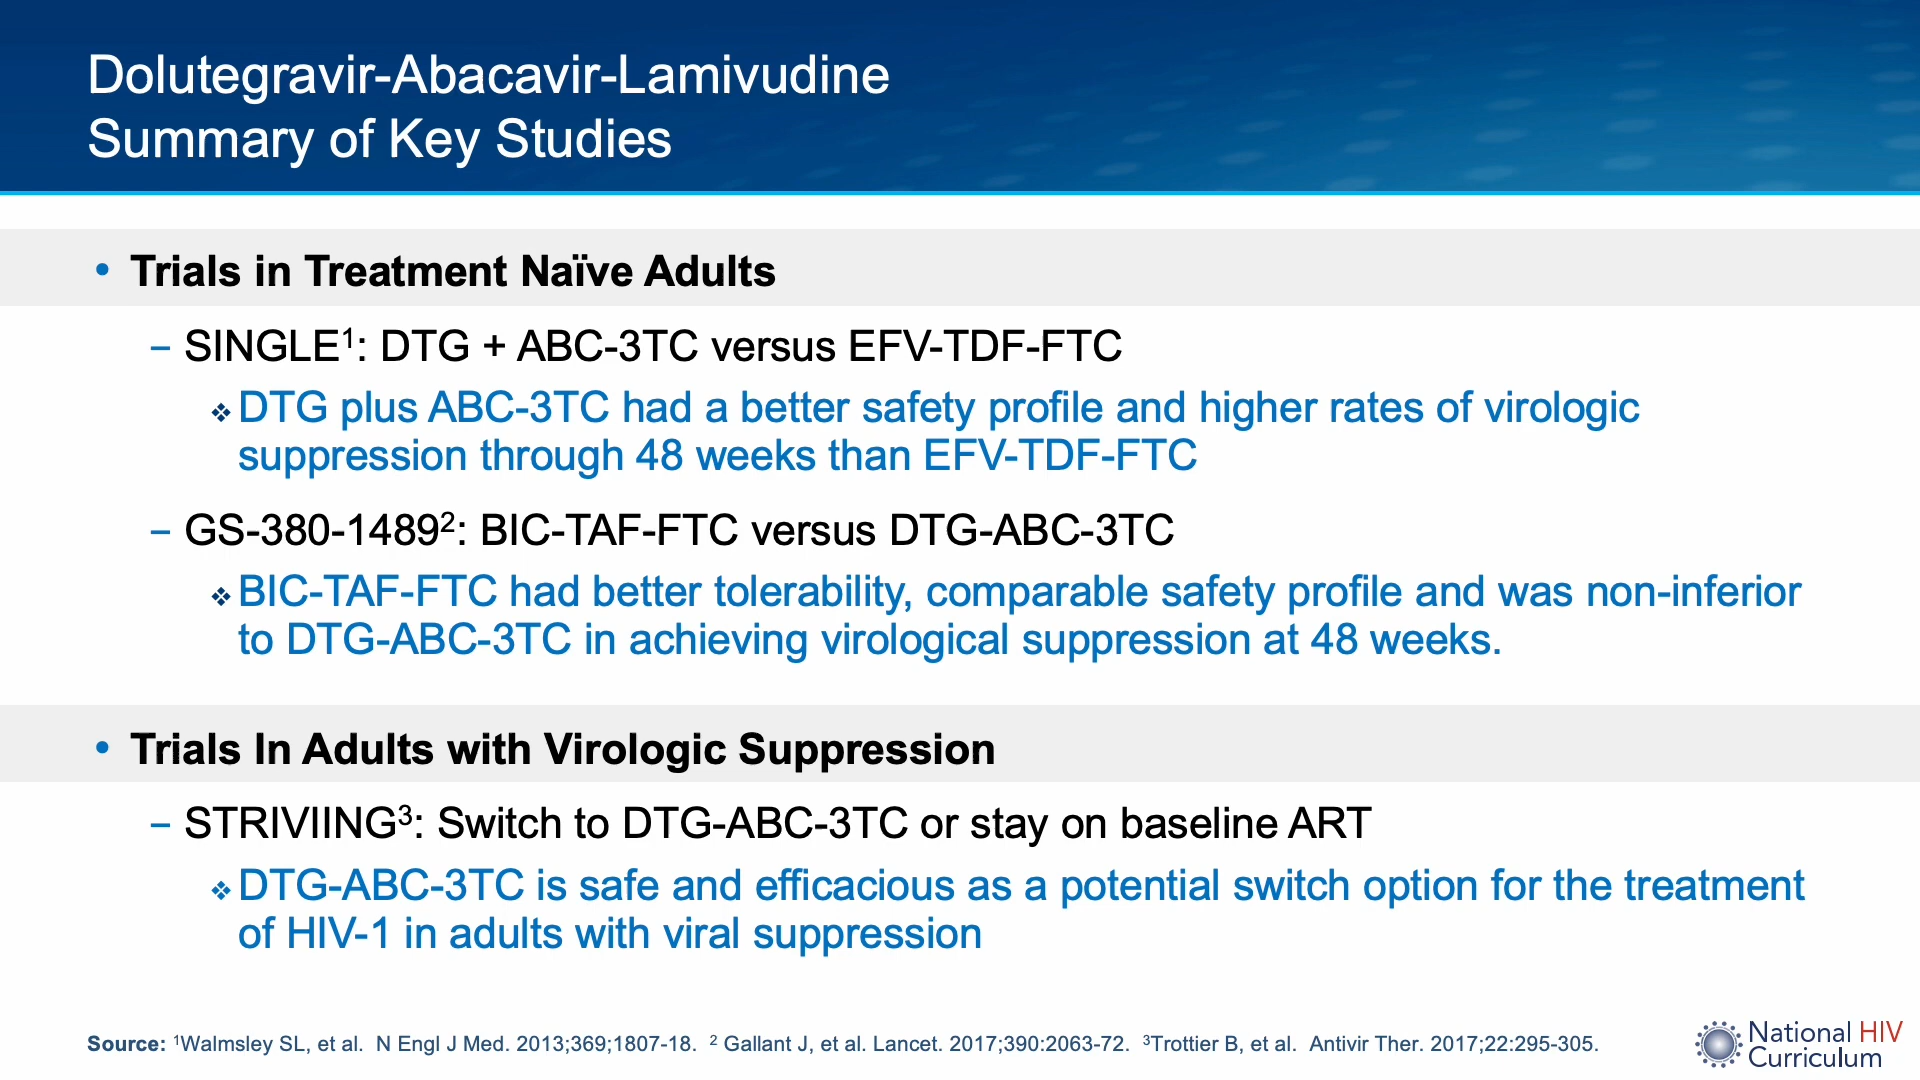 Dolutegravir-Abacavir-Lamivudine
Summary of Key Studies
• Trials in Treatment Naïve Adults
– SINGLE¹: DTG + ABC-3TC versus EFV-TDF-FTC
❖ DTG plus ABC-3TC had a better safety profile and higher rates of virologic
suppression through 48 weeks than EFV-TDF-FTC
– GS-380-1489²: BIC-TAF-FTC versus DTG-ABC-3TC
❖ BIC-TAF-FTC had better tolerability, comparable safety profile and was non-inferior
to DTG-ABC-3TC in achieving virological suppression at 48 weeks.
• Trials In Adults with Virologic Suppression
– STRIVIING³: Switch to DTG-ABC-3TC or stay on baseline ART
❖ DTG-ABC-3TC is safe and efficacious as a potential switch option for the treatment
of HIV-1 in adults with viral suppression
Source: ¹Walmsley SL, et al. N Engl J Med. 2013;369;1807-18. ² Gallant J, et al. Lancet. 2017;390:2063-72. ³Trottier B, et al. Antivir Ther. 2017;22:295-305.
National HIV
Curriculum